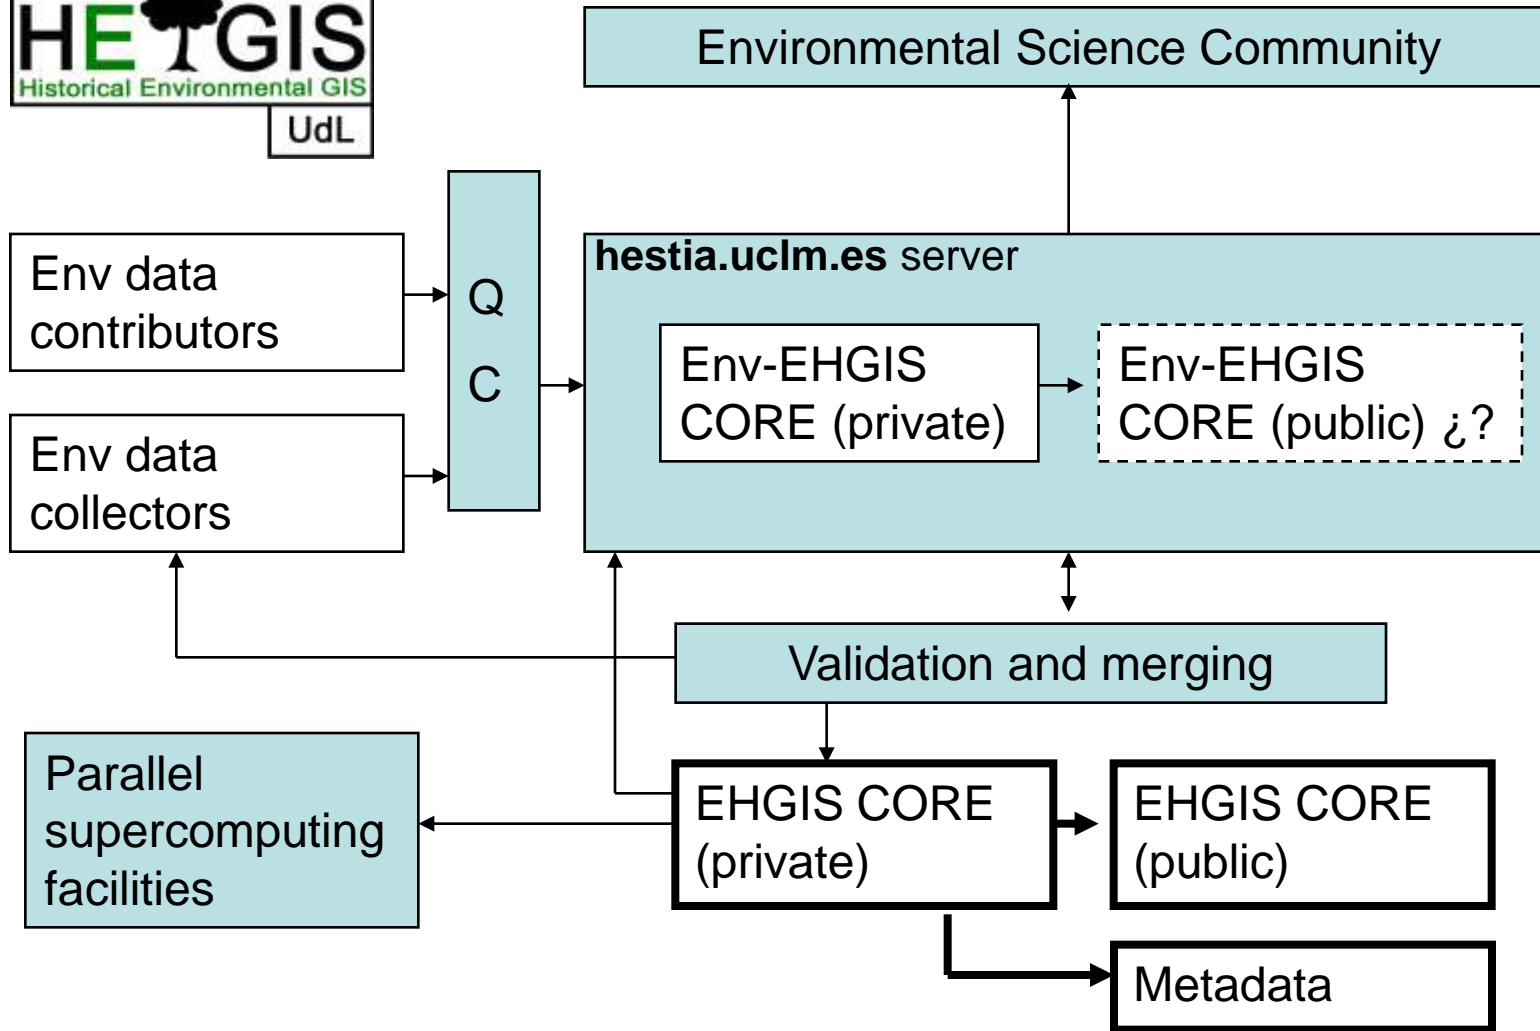 HE GIS
Historical Environmental GIS
UdL
Environmental Science Community
Env data
contributors
Q
C
hestia.uclm.es server
Env-EHGIS
CORE (private)
Env-EHGIS
CORE (public) ¿?
Env data
collectors
Validation and merging
Parallel
supercomputing
facilities
EHGIS CORE
(private)
EHGIS CORE
(public)
Metadata